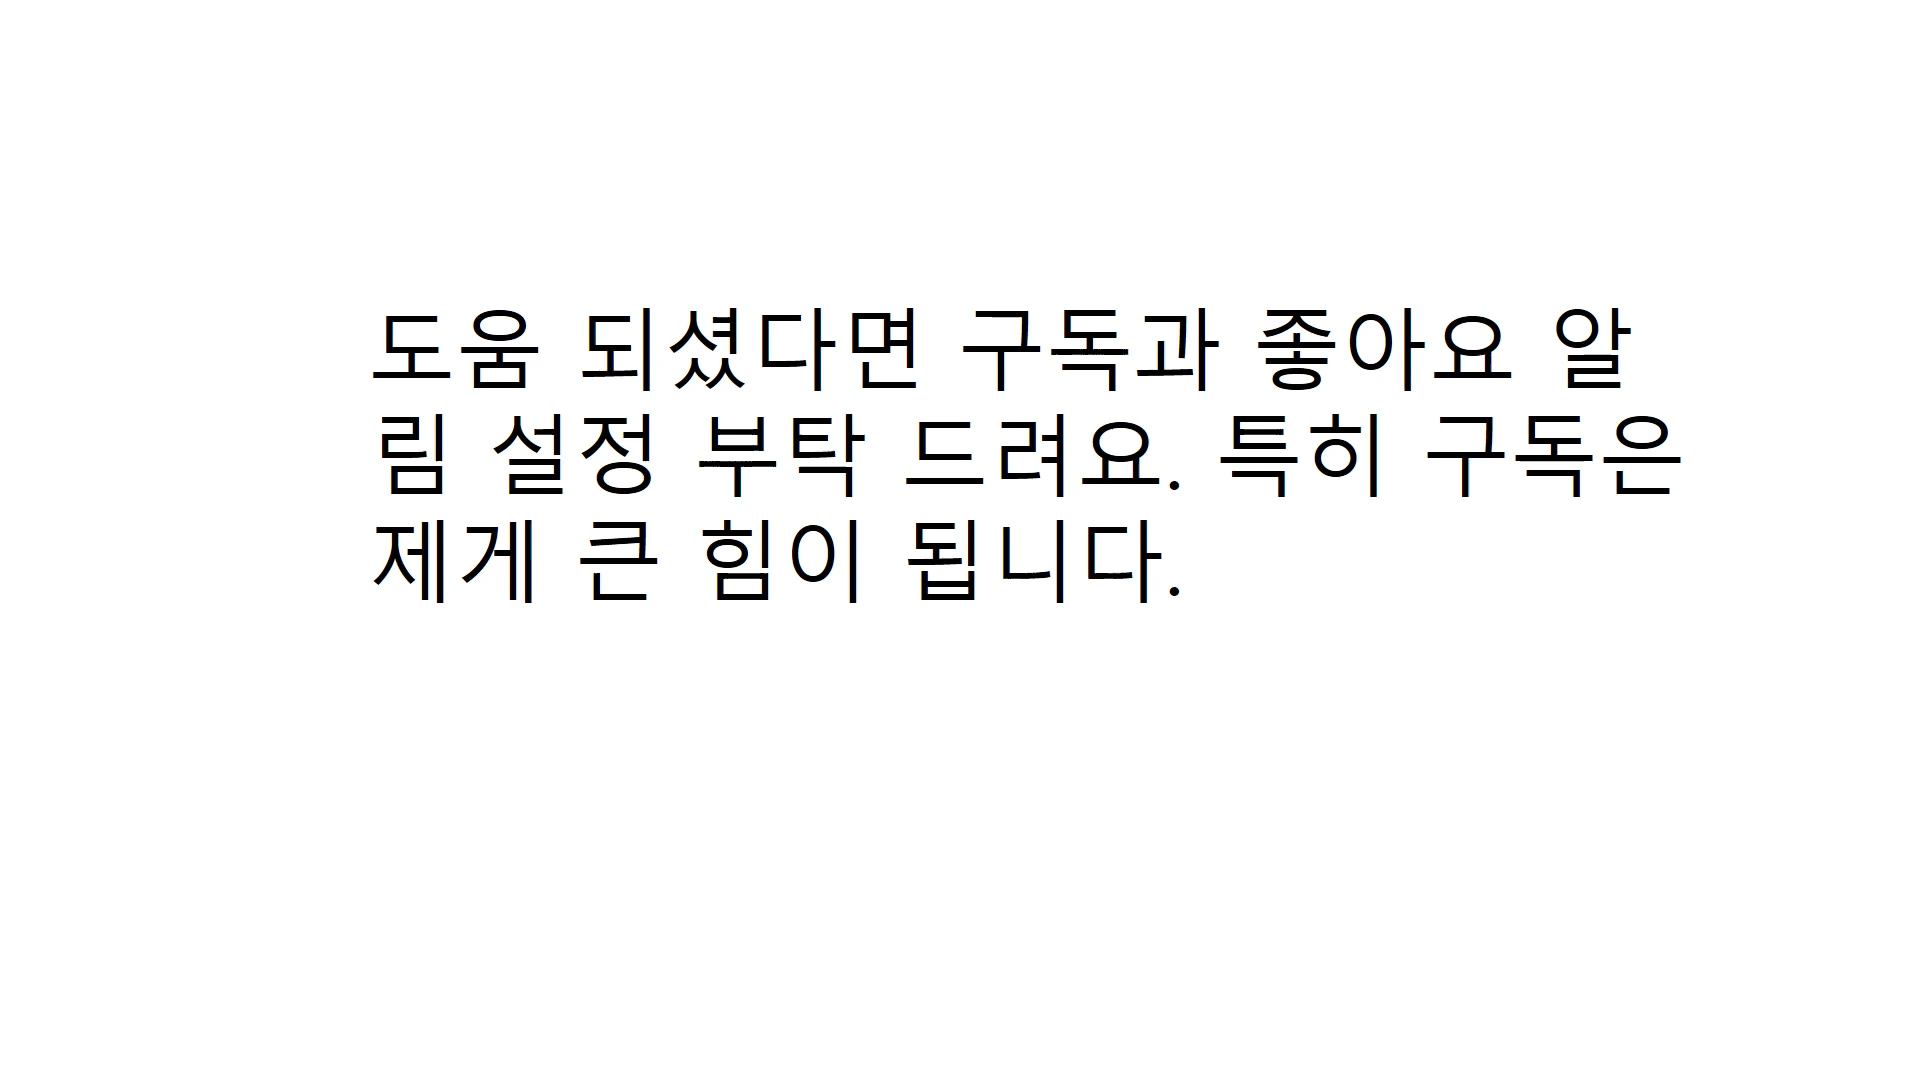 도움 되셨다면 구독과 좋아요 알
림 설정 부탁 드려요. 특히 구독은
제게 큰 힘이 됩니다.